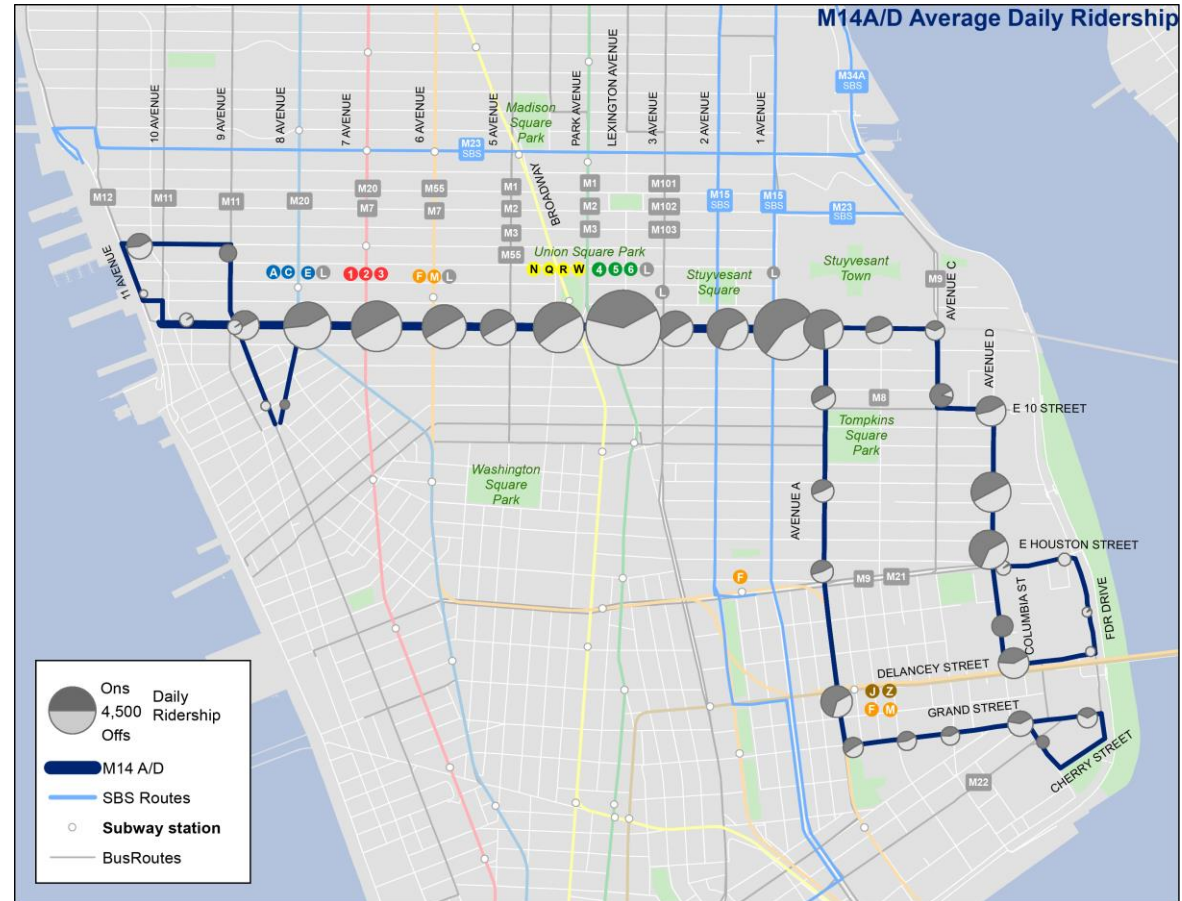 M14A/D Average Daily Ridership
M34A
SBS
10 AVENUE
9 AVENUE
8 AVENUE
7 AVENUE
6 AVENUE
5 AVENUE
Madison
Square
Park
PARK AVENUE
LEXINGTON AVENUE
3 AVENUE
2 AVENUE
1 AVENUE
M23
SBS
BROADWAY
M12
M11
M11
M20
M20
M7
M55
M7
M1
M2
M3
M55
M1
M2
M3
M101
M102
M103
M15
SBS
M15
SBS
M23
SBS
11 AVENUE
A C E L
1 2 3
F M L
Union Square Park
N Q R W 4 5 6 L
L
L
Stuyvesant
Square
Stuyvesant
Town
M9
AVENUE C
AVENUE D
M8
E 10 STREET
Tompkins
Square
Park
Washington
Square
Park
AVENUE A
E HOUSTON STREET
F
M9
M21
COLUMBIA ST
FDR DRIVE
DELANCEY STREET
J Z
F M
GRAND STREET
CHERRY STREET
M22
Ons
4,500
Offs
Daily
Ridership
M14 A/D
SBS Routes
Subway station
BusRoutes